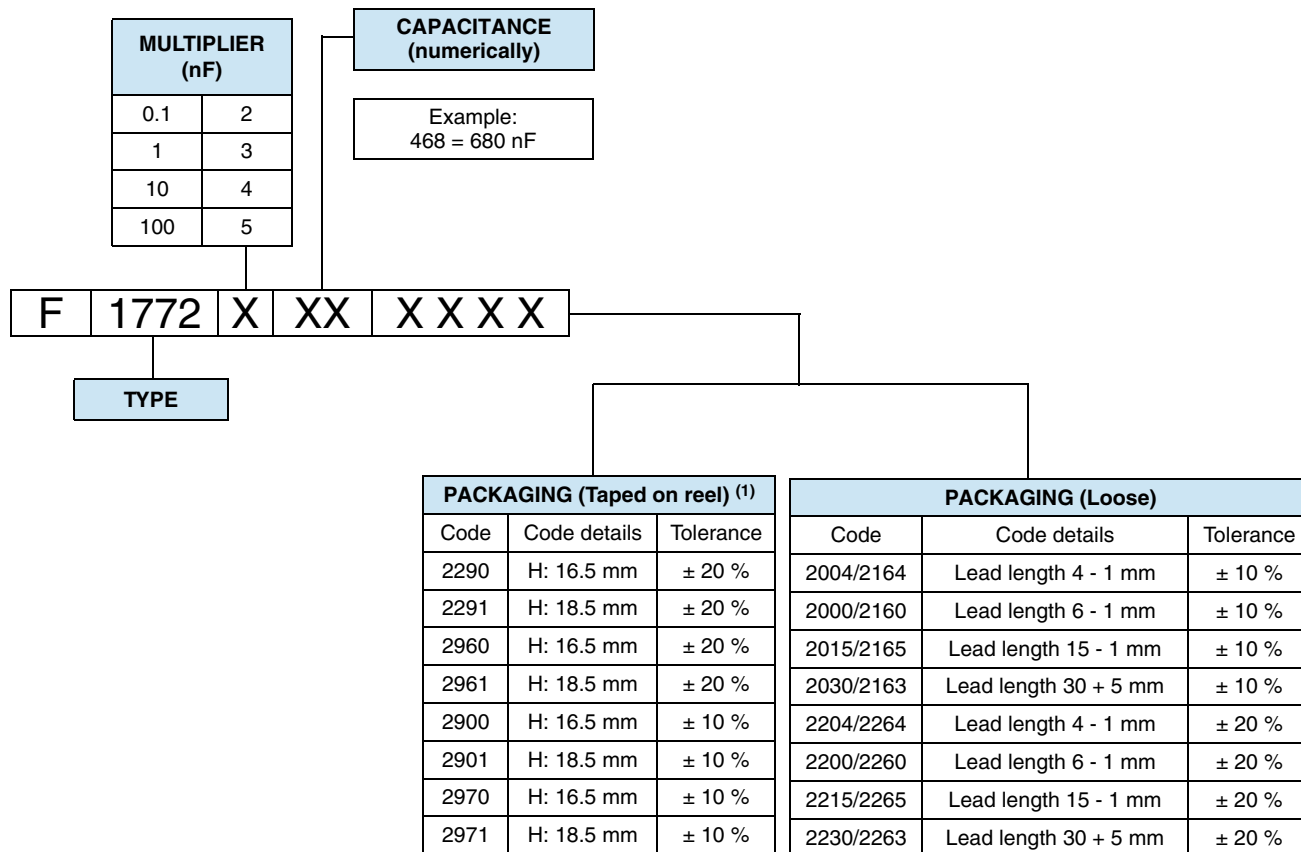 MULTIPLIER
(nF)
0.1 2
1 3
10 4
100 5
CAPACITANCE
(numerically)
Example:
468 = 680 nF
F 1772 X XX X X X X
TYPE
PACKAGING (Taped on reel) (1)
Code Code details Tolerance
2290 H: 16.5 mm ± 20 %
2291 H: 18.5 mm ± 20 %
2960 H: 16.5 mm ± 20 %
2961 H: 18.5 mm ± 20 %
2900 H: 16.5 mm ± 10 %
2901 H: 18.5 mm ± 10 %
2970 H: 16.5 mm ± 10 %
2971 H: 18.5 mm ± 10 %
PACKAGING (Loose)
Code Code details Tolerance
2004/2164 Lead length 4 - 1 mm ± 10 %
2000/2160 Lead length 6 - 1 mm ± 10 %
2015/2165 Lead length 15 - 1 mm ± 10 %
2030/2163 Lead length 30 + 5 mm ± 10 %
2204/2264 Lead length 4 - 1 mm ± 20 %
2200/2260 Lead length 6 - 1 mm ± 20 %
2215/2265 Lead length 15 - 1 mm ± 20 %
2230/2263 Lead length 30 + 5 mm ± 20 %